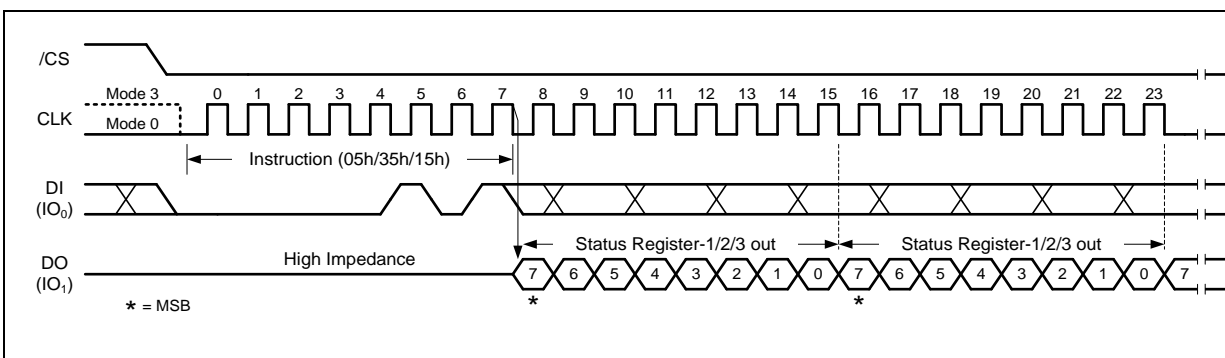 /CS
Mode 3
0 1 2 3 4 5 6 7 8 9 10 11 12 13 14 15 16 17 18 19 20 21 22 23
CLK
Mode 0
Instruction (05h/35h/15h)
DI
(IO₀)
Status Register-1/2/3 out Status Register-1/2/3 out
High Impedance
DO
(IO₁)
7 6 5 4 3 2 1 0 7 6 5 4 3 2 1 0 7
* *
* = MSB